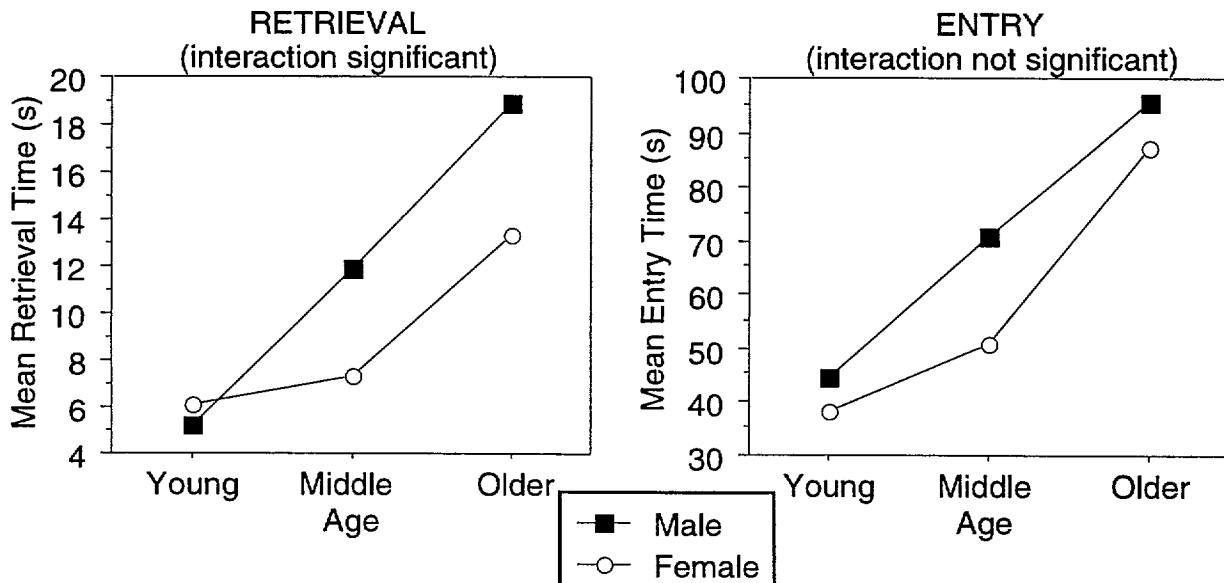 RETRIEVAL
(interaction significant)
Mean Retrieval Time (s)
20
18
16
14
12
10
8
6
4
Young Middle Older
Age
ENTRY
(interaction not significant)
Mean Entry Time (s)
100
90
80
70
60
50
40
30
Young Middle Older
Age
Male
Female